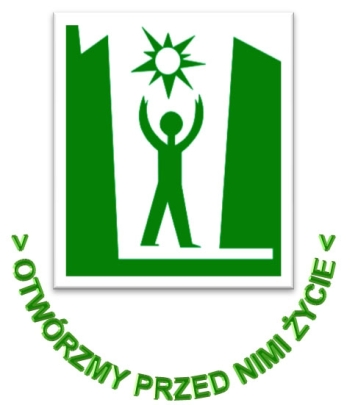 > OTWÓRZMY PRZED NIMI ŻYCIE <